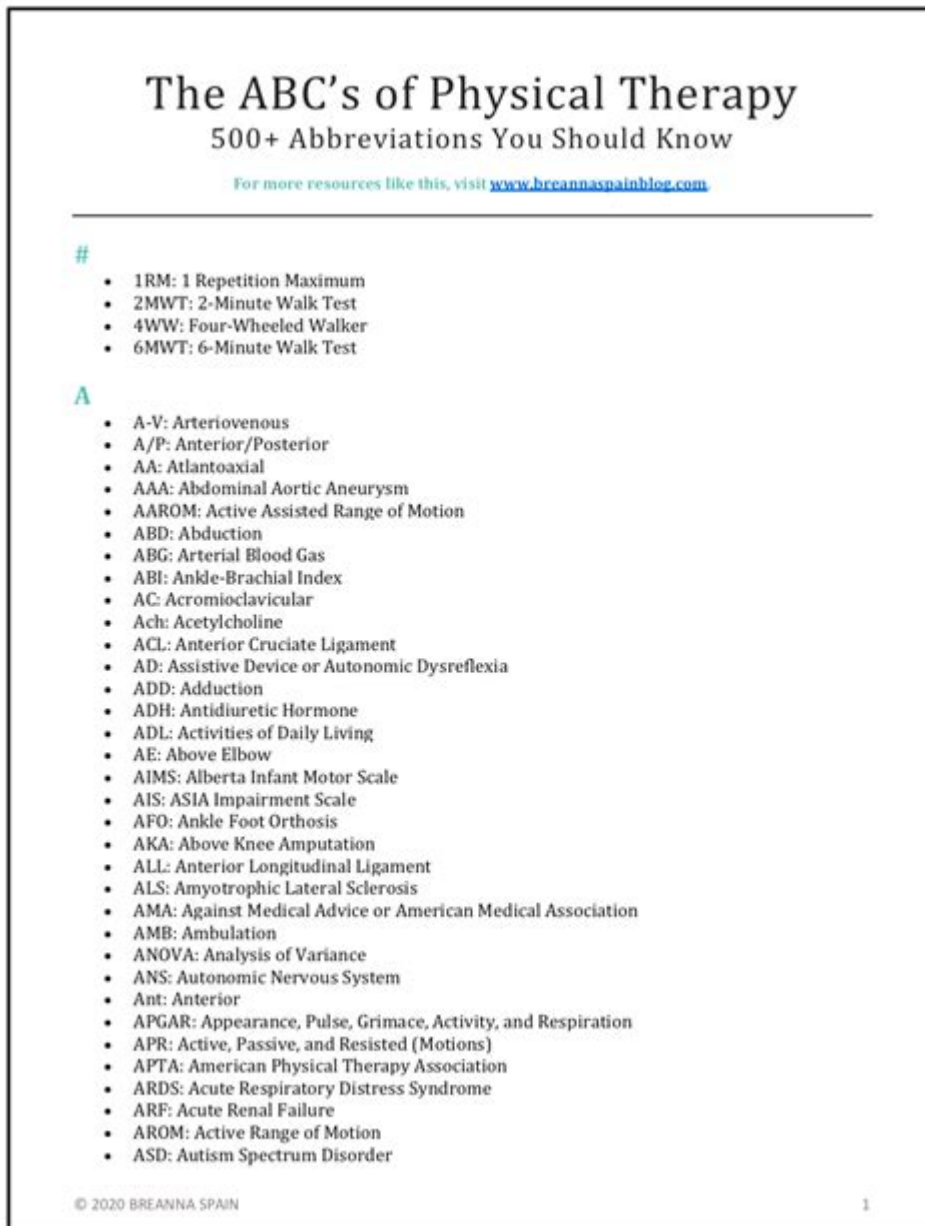 The ABC's of Physical Therapy
500+ Abbreviations You Should Know
For more resources like this, visit www.breannaspainblog.com.
#
• 1RM: 1 Repetition Maximum
• 2MWT: 2-Minute Walk Test
• 4WW: Four-Wheeled Walker
• 6MWT: 6-Minute Walk Test
A
• A-V: Arteriovenous
• A/P: Anterior/Posterior
• AA: Atlantoaxial
• AAA: Abdominal Aortic Aneurysm
• AAROM: Active Assisted Range of Motion
• ABD: Abduction
• ABG: Arterial Blood Gas
• ABI: Ankle-Brachial Index
• AC: Acromioclavicular
• Ach: Acetylcholine
• ACL: Anterior Cruciate Ligament
• AD: Assistive Device or Autonomic Dysreflexia
• ADD: Adduction
• ADH: Antidiuretic Hormone
• ADL: Activities of Daily Living
• AE: Above Elbow
• AIMS: Alberta Infant Motor Scale
• AIS: ASIA Impairment Scale
• AFO: Ankle Foot Orthosis
• AKA: Above Knee Amputation
• ALL: Anterior Longitudinal Ligament
• ALS: Amyotrophic Lateral Sclerosis
• AMA: Against Medical Advice or American Medical Association
• AMB: Ambulation
• ANOVA: Analysis of Variance
• ANS: Autonomic Nervous System
• Ant: Anterior
• APGAR: Appearance, Pulse, Grimace, Activity, and Respiration
• APR: Active, Passive, and Resisted (Motions)
• APTA: American Physical Therapy Association
• ARDS: Acute Respiratory Distress Syndrome
• ARF: Acute Renal Failure
• AROM: Active Range of Motion
• ASD: Autism Spectrum Disorder
© 2020 BREANNA SPAIN 1